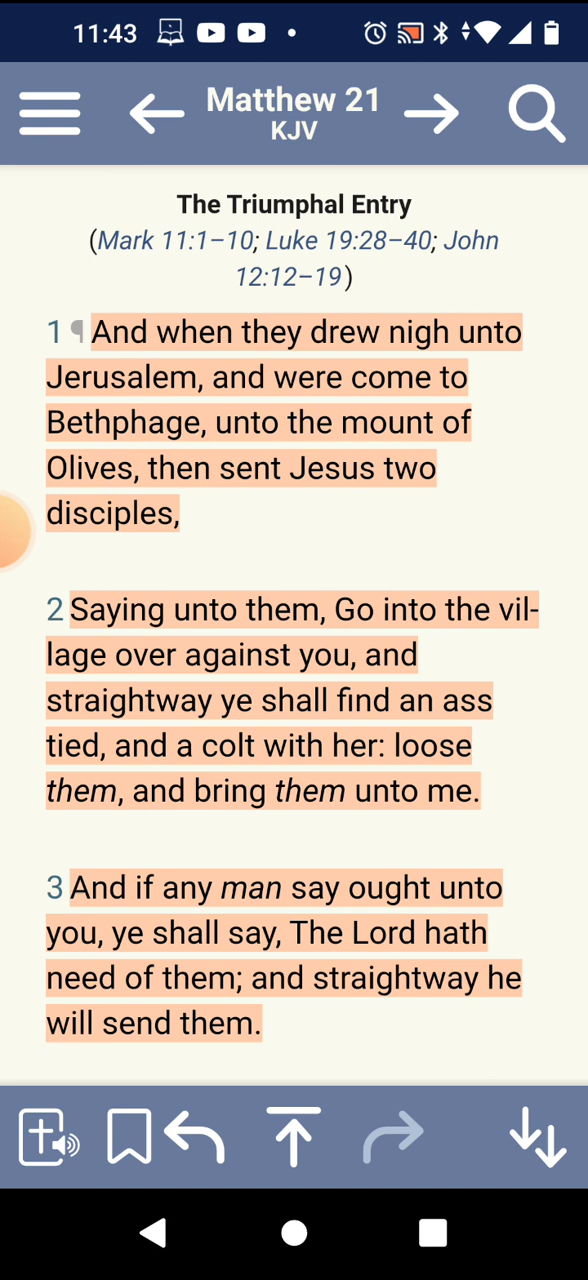 11:43
Matthew 21
KJV
The Triumphal Entry
(Mark 11:1–10; Luke 19:28–40; John
12:12–19)
1 ¶ And when they drew nigh unto
Jerusalem, and were come to
Bethphage, unto the mount of
Olives, then sent Jesus two
disciples,
2 Saying unto them, Go into the vil-
lage over against you, and
straightway ye shall find an ass
tied, and a colt with her: loose
them, and bring them unto me.
3 And if any man say ought unto
you, ye shall say, The Lord hath
need of them; and straightway he
will send them.